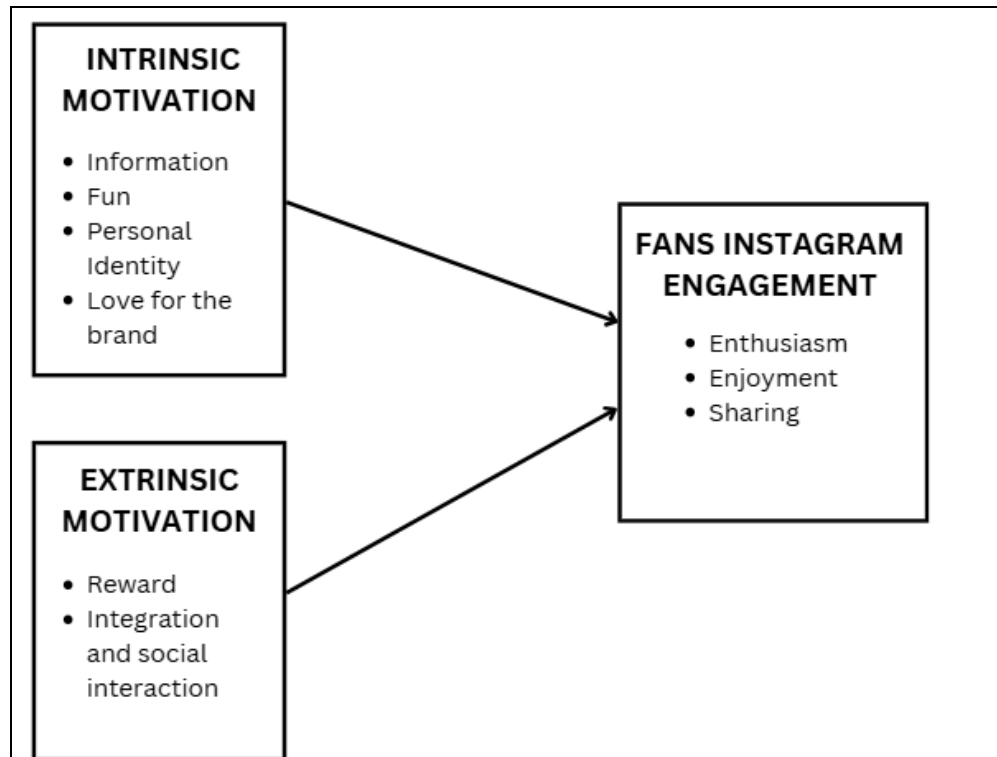 INTRINSIC
MOTIVATION
• Information
• Fun
• Personal
Identity
• Love for the
brand
EXTRINSIC
MOTIVATION
• Reward
• Integration
and social
interaction
FANS INSTAGRAM
ENGAGEMENT
• Enthusiasm
• Enjoyment
• Sharing